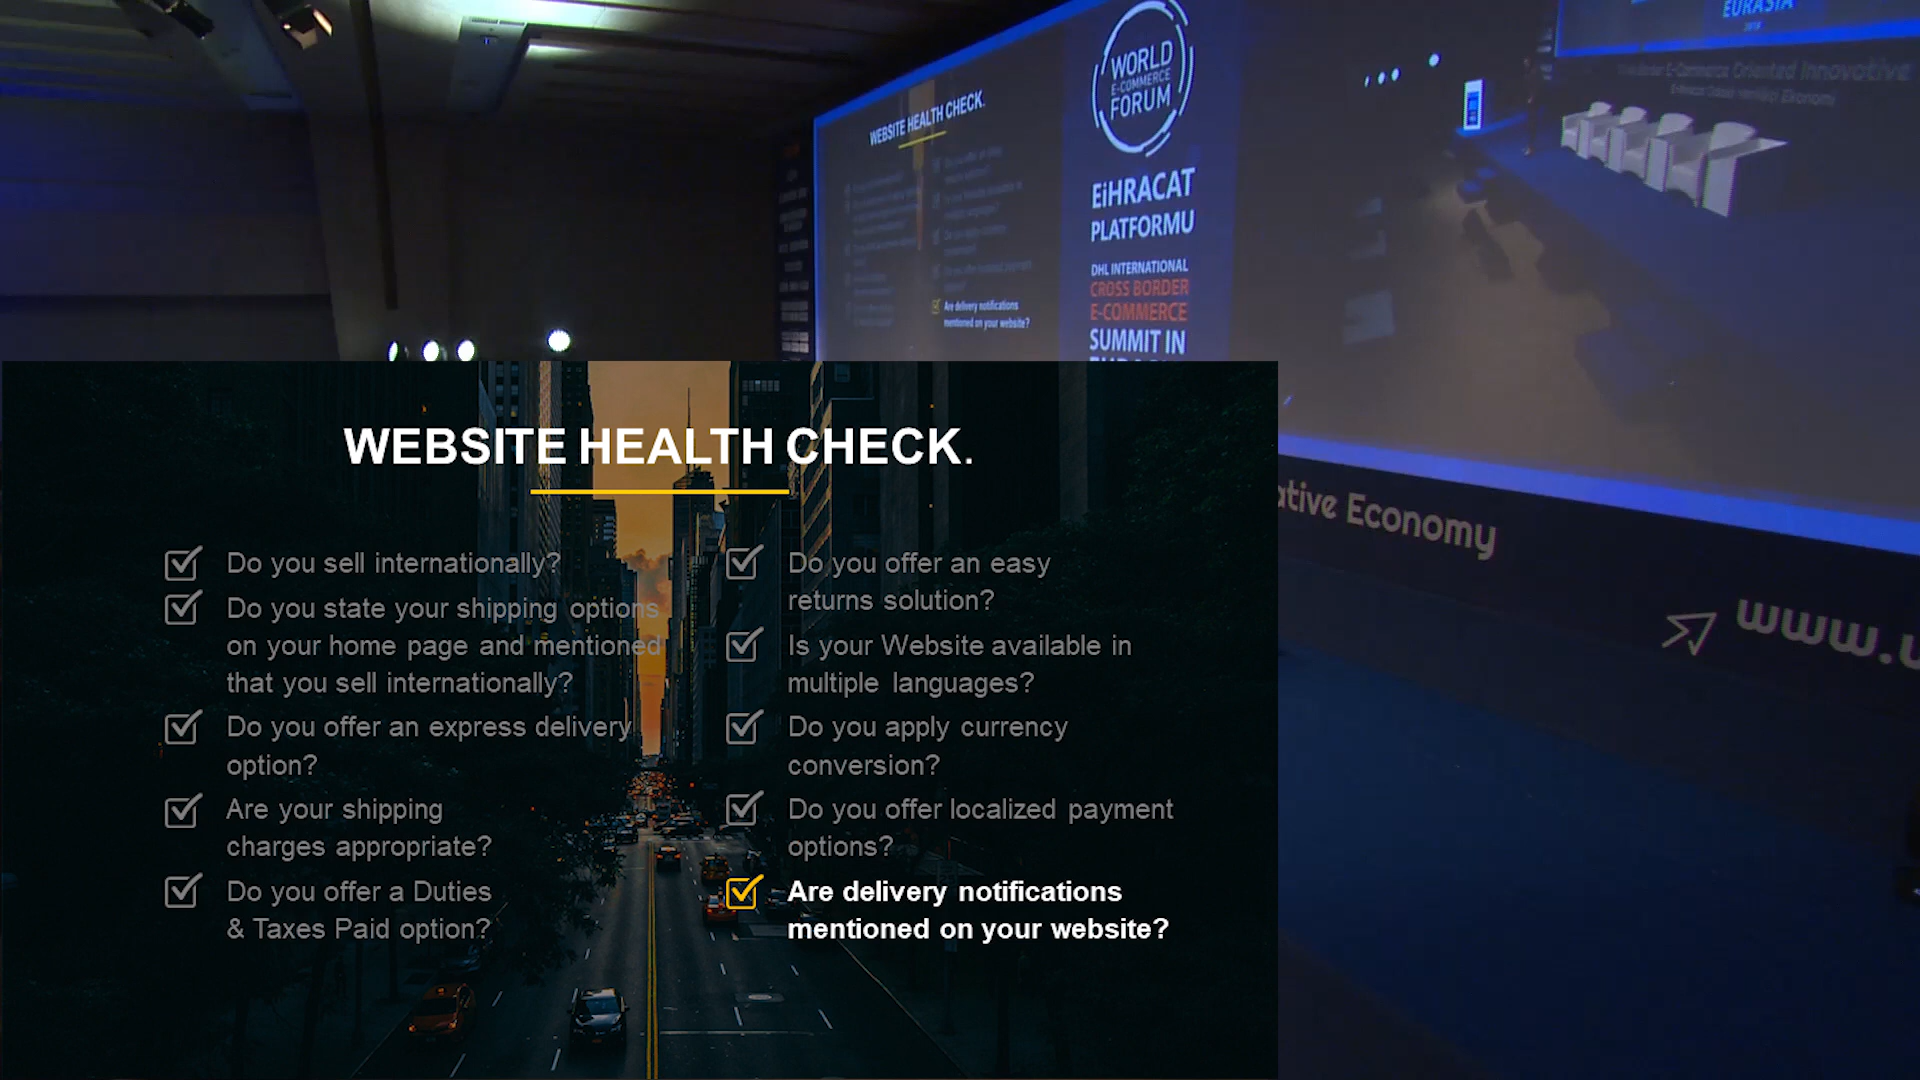 EURASIA
WORLD
E-COMMERCE
FORUM
EiHRACAT
PLATFORMU
DHL INTERNATIONAL
CROSS BORDER
E-COMMERCE
SUMMIT IN
E-Commerce Oriented Innovative
WEBSITE HEALTH CHECK.
Are delivery notifications
mentioned on your website?
ative Economy
www.u
WEBSITE HEALTH CHECK.
Do you sell internationally?
Do you state your shipping options
on your home page and mentioned
that you sell internationally?
Do you offer an express delivery
option?
Are your shipping
charges appropriate?
Do you offer a Duties
& Taxes Paid option?
Do you offer an easy
returns solution?
Is your Website available in
multiple languages?
Do you apply currency
conversion?
Do you offer localized payment
options?
Are delivery notifications
mentioned on your website?